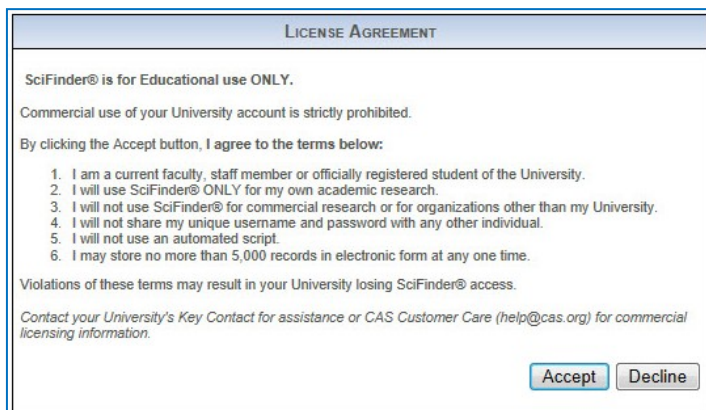 LICENSE AGREEMENT
SciFinder® is for Educational use ONLY.
Commercial use of your University account is strictly prohibited.
By clicking the Accept button, I agree to the terms below:
1. I am a current faculty, staff member or officially registered student of the University.
2. I will use SciFinder® ONLY for my own academic research.
3. I will not use SciFinder® for commercial research or for organizations other than my University.
4. I will not share my unique username and password with any other individual.
5. I will not use an automated script.
6. I may store no more than 5,000 records in electronic form at any one time.
Violations of these terms may result in your University losing SciFinder® access.
Contact your University's Key Contact for assistance or CAS Customer Care (help@cas.org) for commercial
licensing information.
Accept Decline